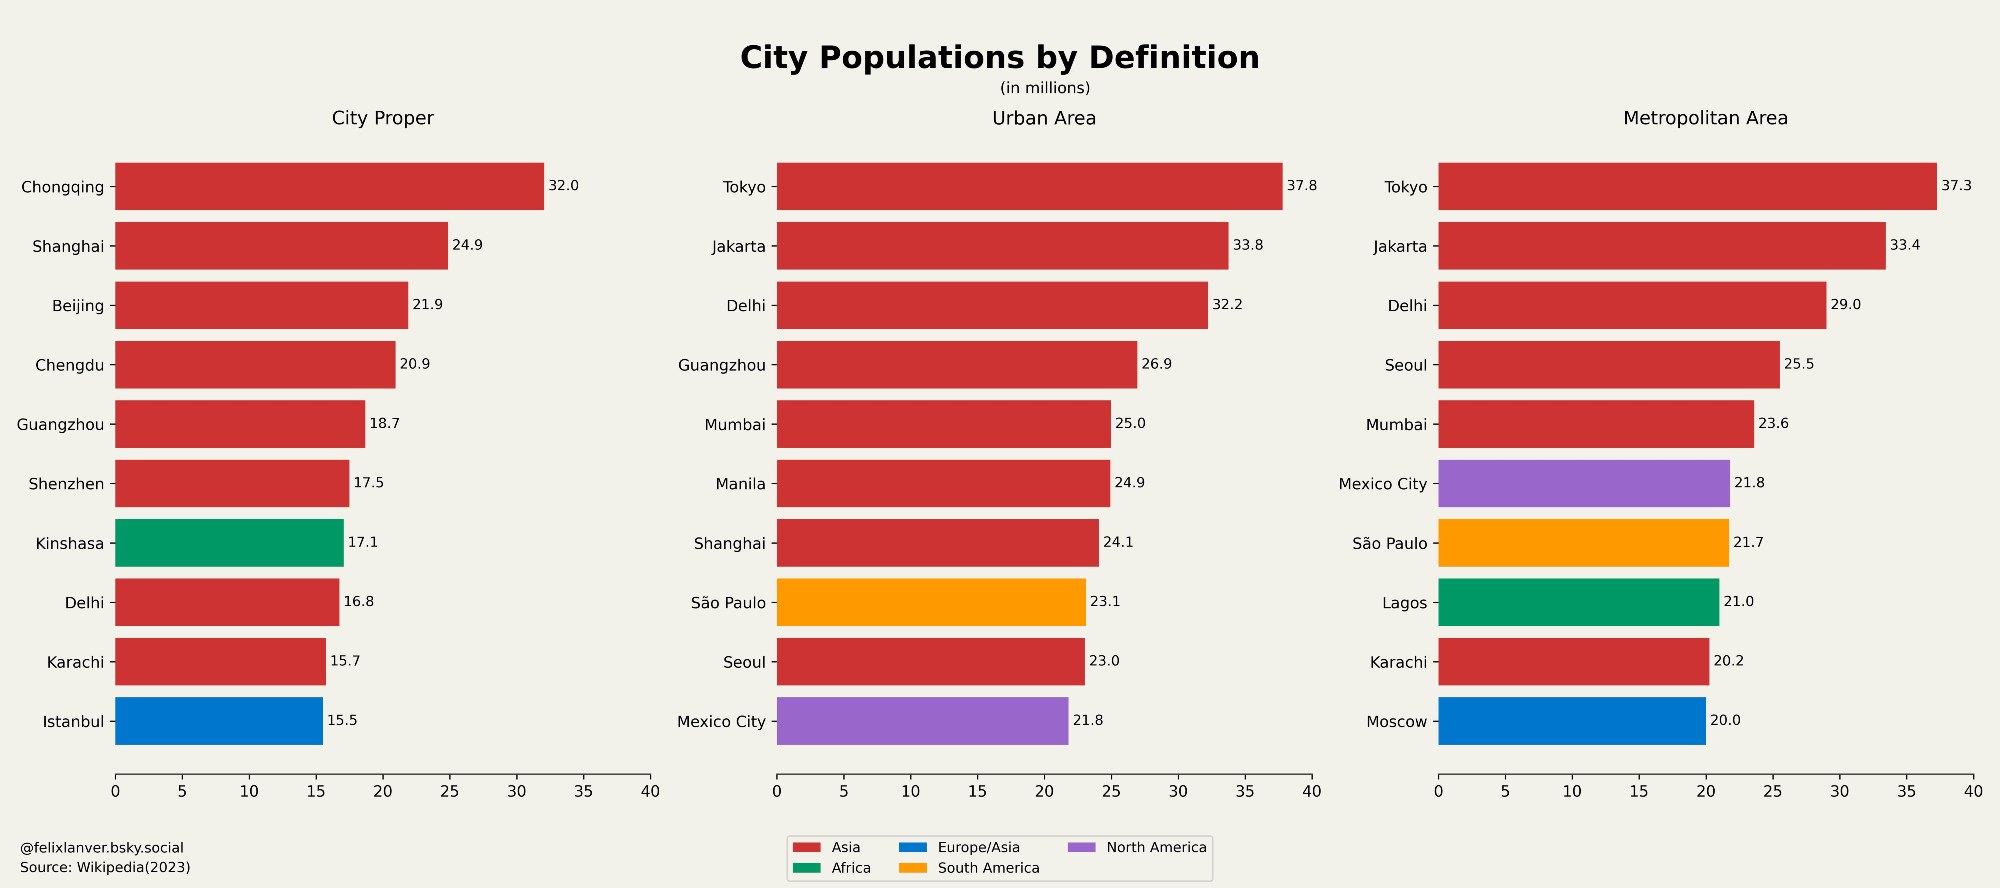 City Populations by Definition
(in millions)
City Proper
Chongqing 32.0
Shanghai 24.9
Beijing 21.9
Chengdu 20.9
Guangzhou 18.7
Shenzhen 17.5
Kinshasa 17.1
Delhi 16.8
Karachi 15.7
Istanbul 15.5
0 5 10 15 20 25 30 35 40
Urban Area
Tokyo 37.8
Jakarta 33.8
Delhi 32.2
Guangzhou 26.9
Mumbai 25.0
Manila 24.9
Shanghai 24.1
São Paulo 23.1
Seoul 23.0
Mexico City 21.8
0 5 10 15 20 25 30 35 40
Metropolitan Area
Tokyo 37.3
Jakarta 33.4
Delhi 29.0
Seoul 25.5
Mumbai 23.6
Mexico City 21.8
São Paulo 21.7
Lagos 21.0
Karachi 20.2
Moscow 20.0
0 5 10 15 20 25 30 35 40
@felixlanver.bsky.social
Source: Wikipedia(2023)
Asia Europe/Asia North America
Africa South America